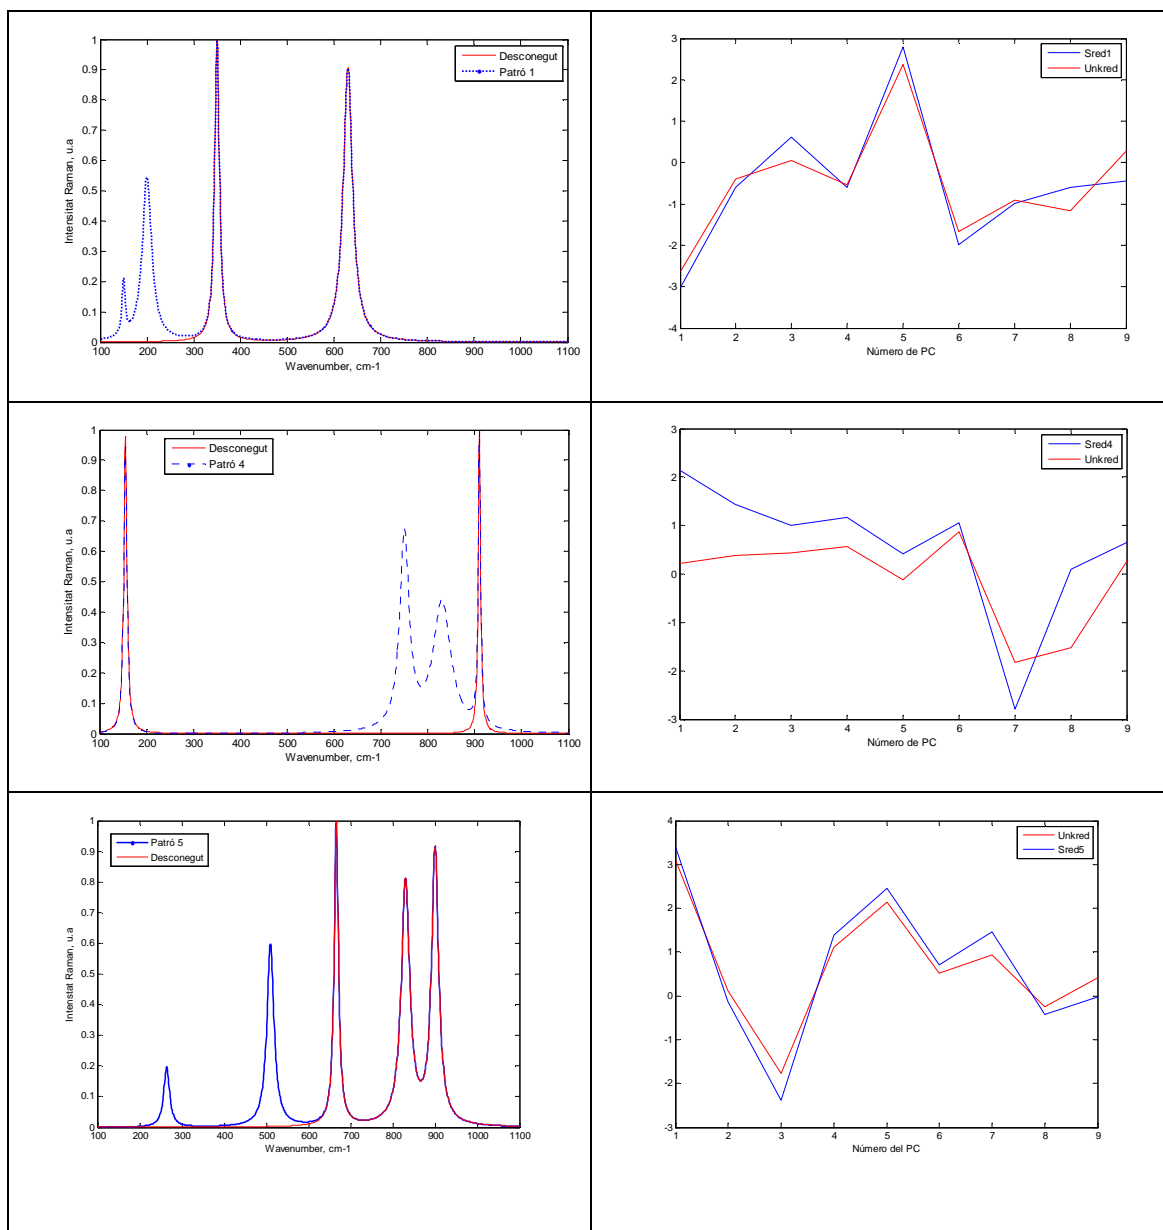 1
0.9
0.8
0.7
0.6
0.5
0.4
0.3
0.2
0.1
0
100 200 300 400 500 600 700 800 900 1000 1100
Wavenumber, cm-1
Intensitat Raman, u.a
Desconegut
Patró 1
3
2
1
0
-1
-2
-3
-4
1 2 3 4 5 6 7 8 9
Número de PC
Sred1
Unkred
1
0.9
0.8
0.7
0.6
0.5
0.4
0.3
0.2
0.1
0
100 200 300 400 500 600 700 800 900 1000 1100
Wavenumber, cm-1
Intensitat Raman, u.a
Desconegut
Patró 4
3
2
1
0
-1
-2
-3
1 2 3 4 5 6 7 8 9
Número de PC
Sred4
Unkred
1
0.9
0.8
0.7
0.6
0.5
0.4
0.3
0.2
0.1
0
100 200 300 400 500 600 700 800 900 1000 1100
Wavenumber, cm-1
Intenstat Raman, u.a
Patró 5
Desconegut
4
3
2
1
0
-1
-2
-3
1 2 3 4 5 6 7 8 9
Número del PC
Unkred
Sred5